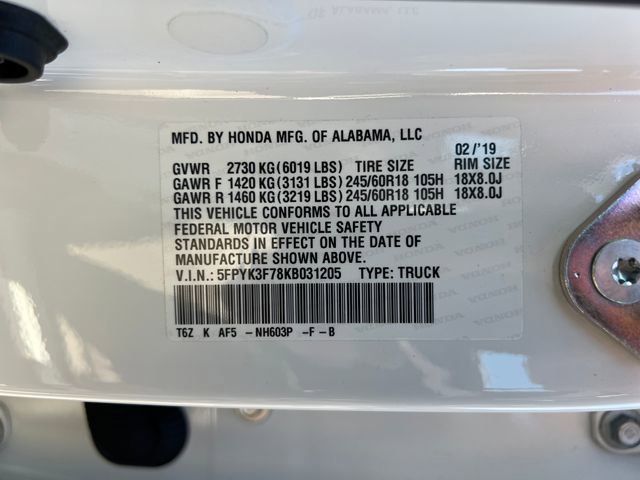 MFD. BY HONDA MFG. OF ALABAMA, LLC
02/'19
GVWR 2730 KG(6019 LBS) TIRE SIZE RIM SIZE
GAWR F 1420 KG(3131 LBS)245/60R18 105H 18X8.0J
GAWR R 1460 KG(3219 LBS)245/60R18 105H 18X8.0J
THIS VEHICLE CONFORMS TO ALL APPLICABLE
FEDERAL MOTOR VEHICLE SAFETY
STANDARDS IN EFFECT ON THE DATE OF
MANUFACTURE SHOWN ABOVE.
V.I.N.: 5FPYK3F78KB031205 TYPE: TRUCK
T6Z K AF5 -NH603P -F-B